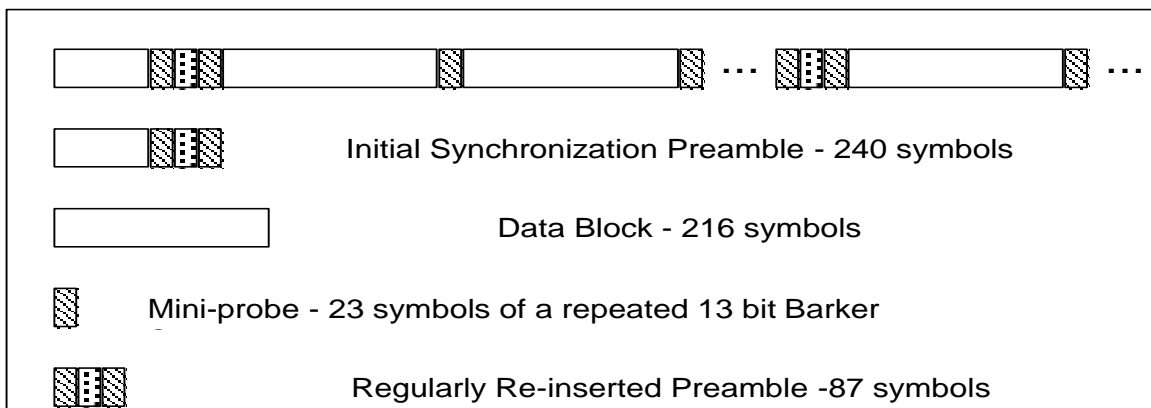 Initial Synchronization Preamble - 240 symbols
Data Block - 216 symbols
Mini-probe - 23 symbols of a repeated 13 bit Barker
Regularly Re-inserted Preamble -87 symbols